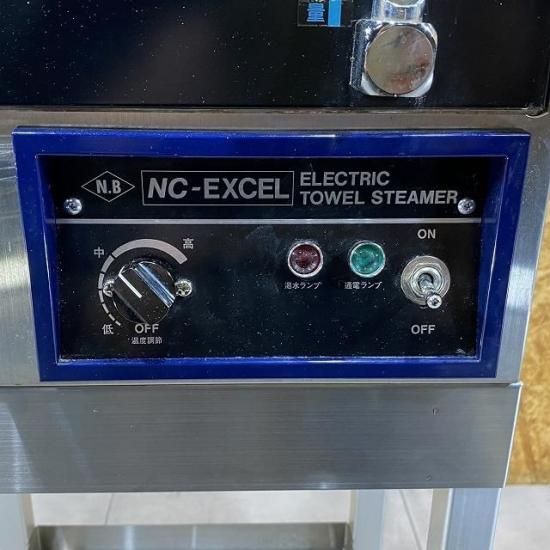 量
N.B
NC-EXCEL
ELECTRIC
TOWEL STEAMER
ON
高
中
低
OFF
温度調節
渇水ランプ
通電ランプ
OFF